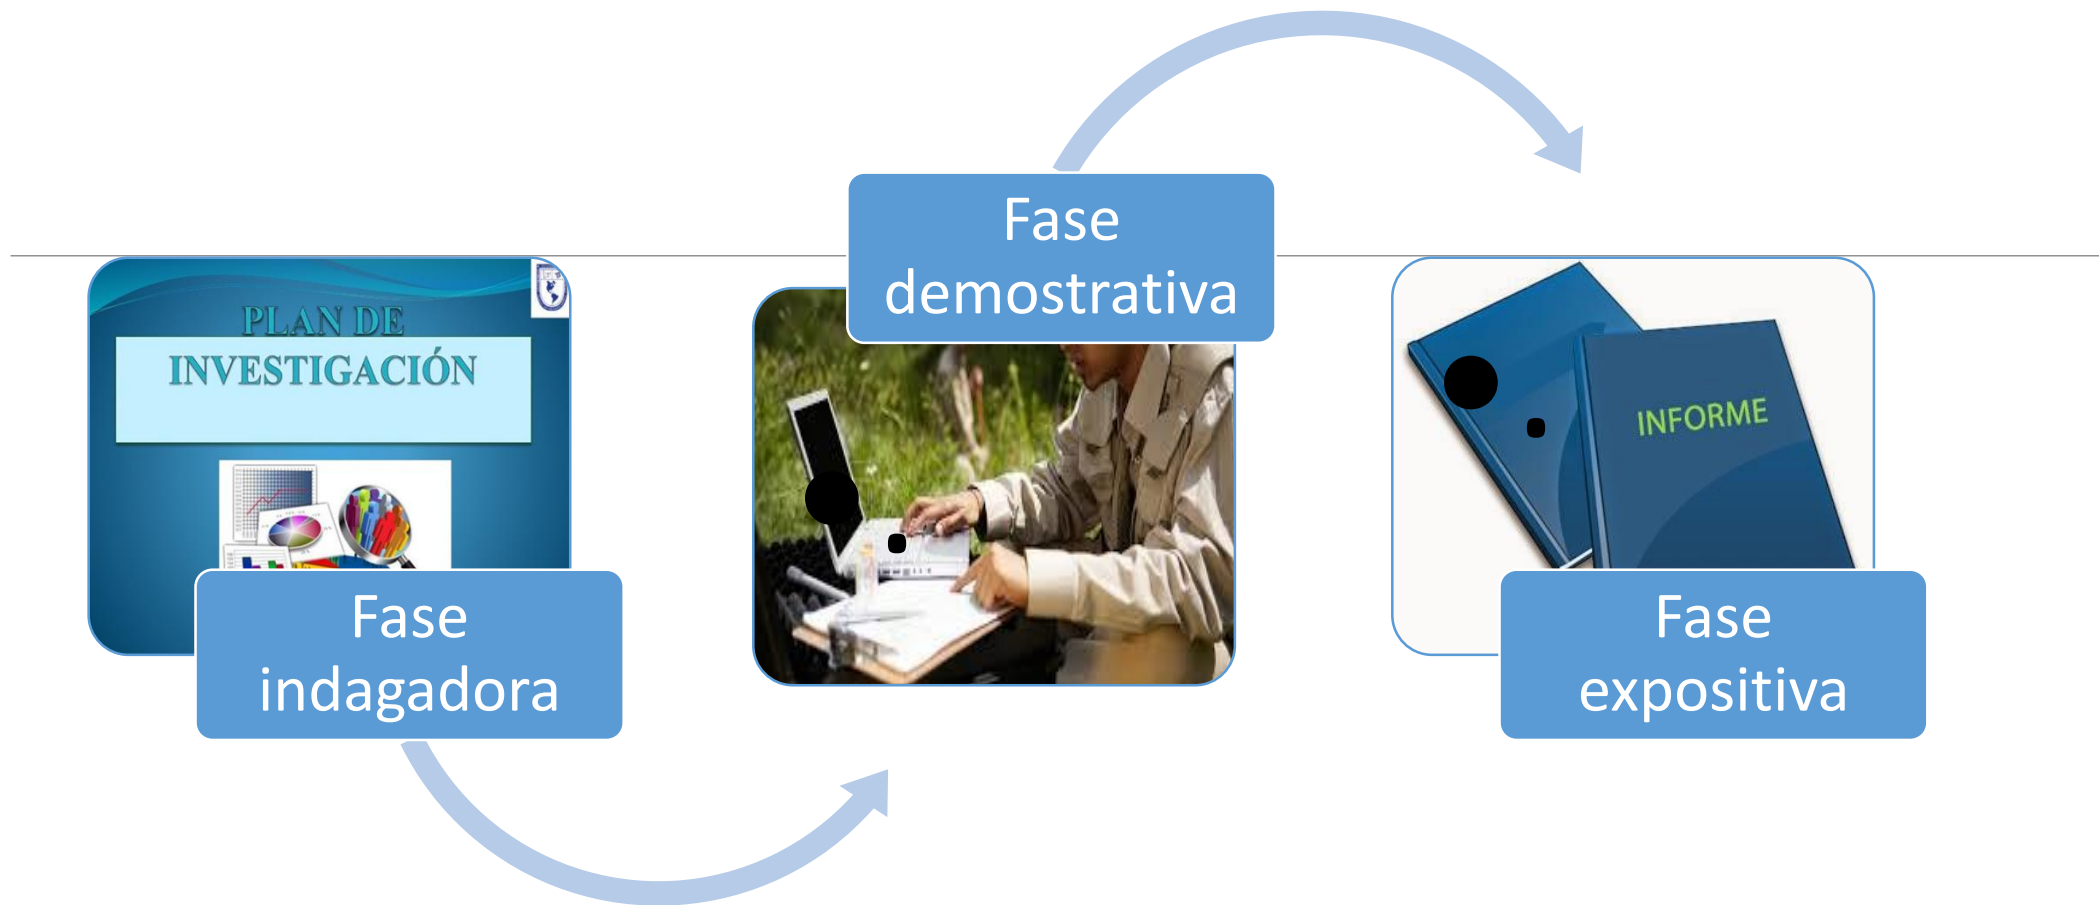 PLAN DE
INVESTIGACIÓN
Fase
indagadora
Fase
demostrativa
INFORME
Fase
expositiva